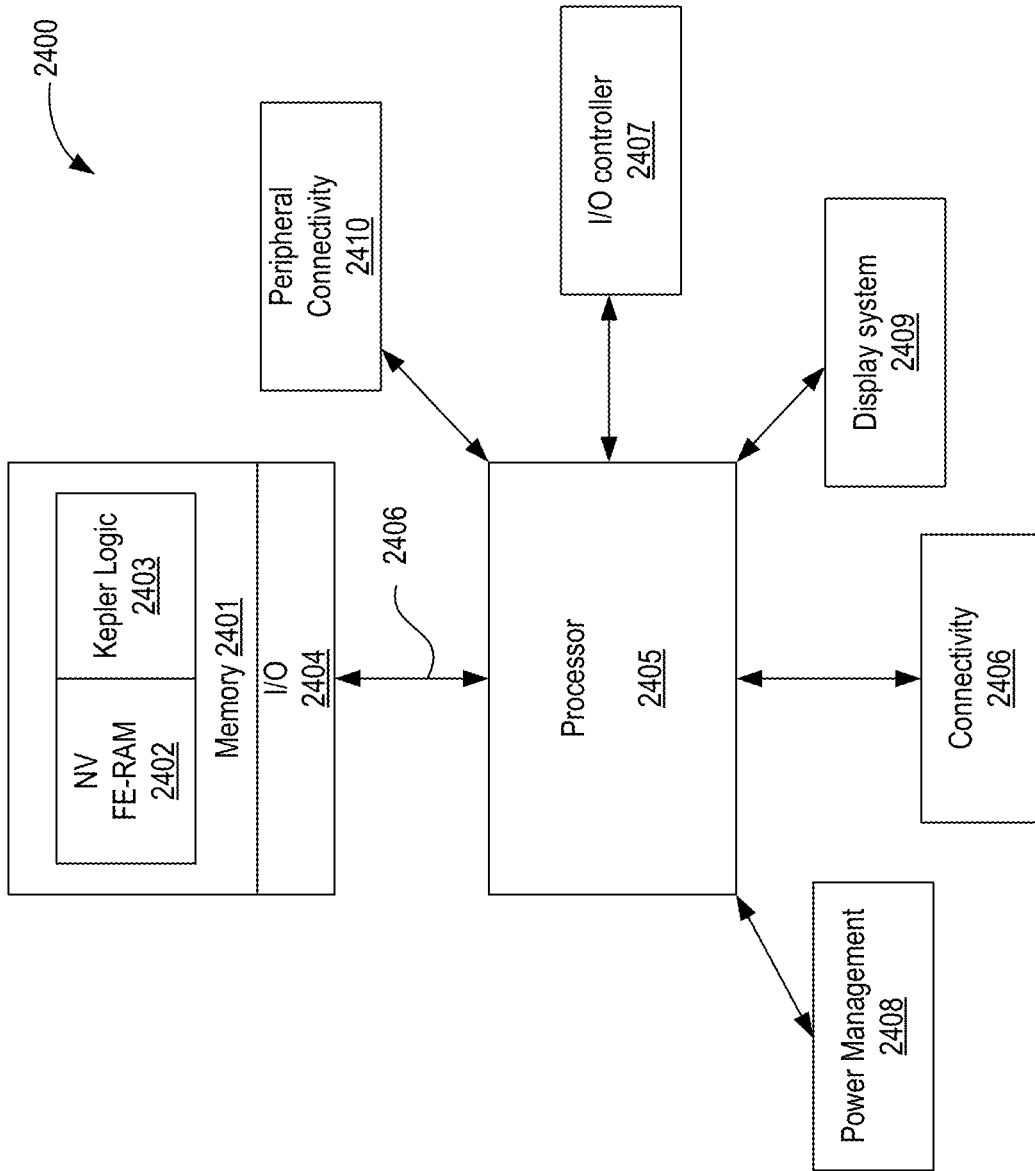 2400
NV
FE-RAM
2402
Kepler Logic
2403
Memory 2401
I/O
2404
2406
Peripheral
Connectivity
2410
Processor
2405
I/O controller
2407
Display system
2409
Connectivity
2406
Power Management
2408